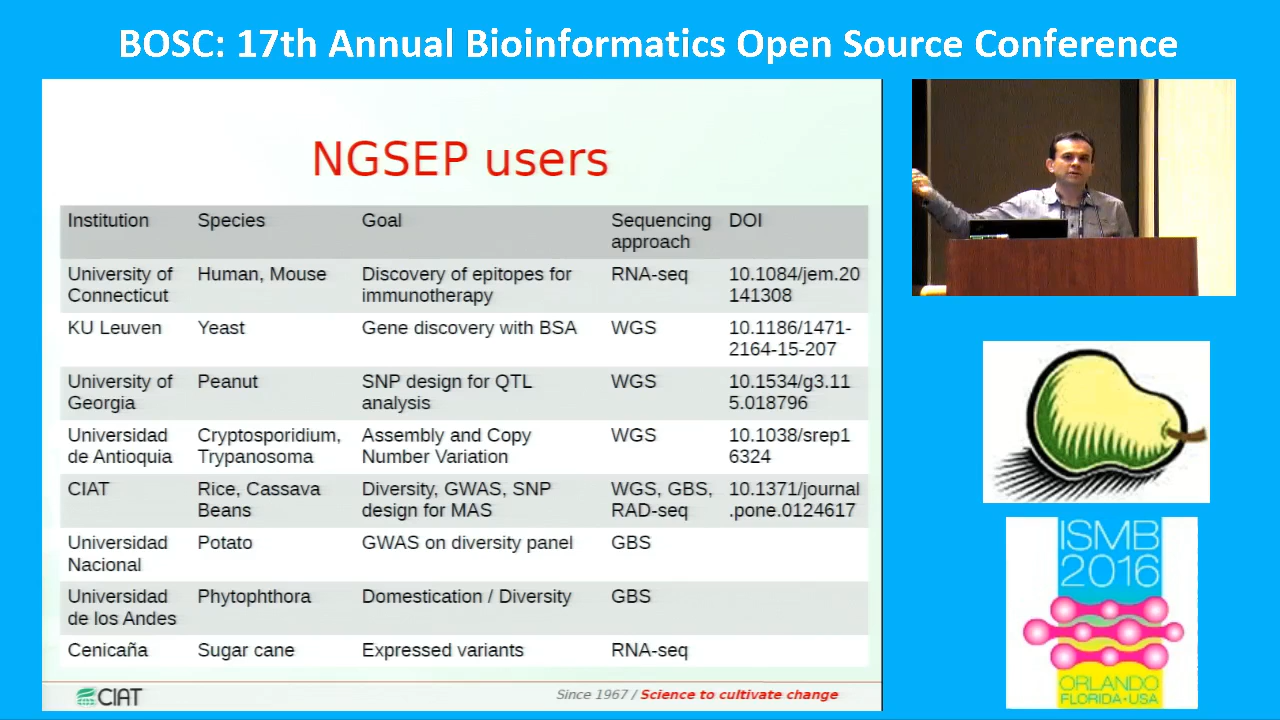 BOSC: 17th Annual Bioinformatics Open Source Conference
NGSEP users
Institution Species Goal Sequencing approach DOI
University of Connecticut Human, Mouse Discovery of epitopes for immunotherapy RNA-seq 10.1084/jem.20141308
KU Leuven Yeast Gene discovery with BSA WGS 10.1186/1471-2164-15-207
University of Georgia Peanut SNP design for QTL analysis WGS 10.1534/g3.115.018796
Universidad de Antioquia Cryptosporidium, Trypanosoma Assembly and Copy Number Variation WGS 10.1038/srep16324
CIAT Rice, Cassava Beans Diversity, GWAS, SNP design for MAS WGS, GBS, RAD-seq 10.1371/journal.pone.0124617
Universidad Nacional Potato GWAS on diversity panel GBS
Universidad de los Andes Phytophthora Domestication / Diversity GBS
Cenicaña Sugar cane Expressed variants RNA-seq
CIAT
Since 1967 / Science to cultivate change
ISMB
2016
ORLANDO
FLORIDA•USA